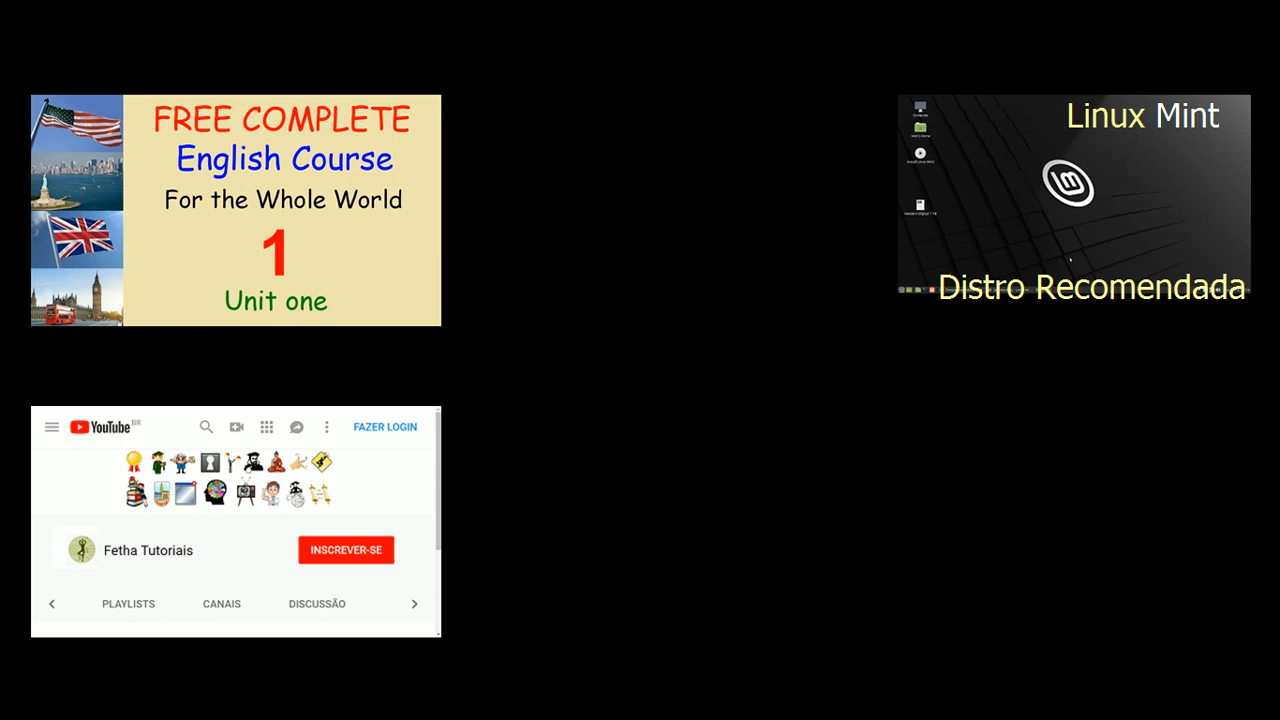 FREE COMPLETE
English Course
For the Whole World
1
Unit one
Linux Mint
Distro Recomendada
YouTube BR
FAZER LOGIN
Fetha Tutoriais
INSCREVER-SE
PLAYLISTS
CANAIS
DISCUSSÃO